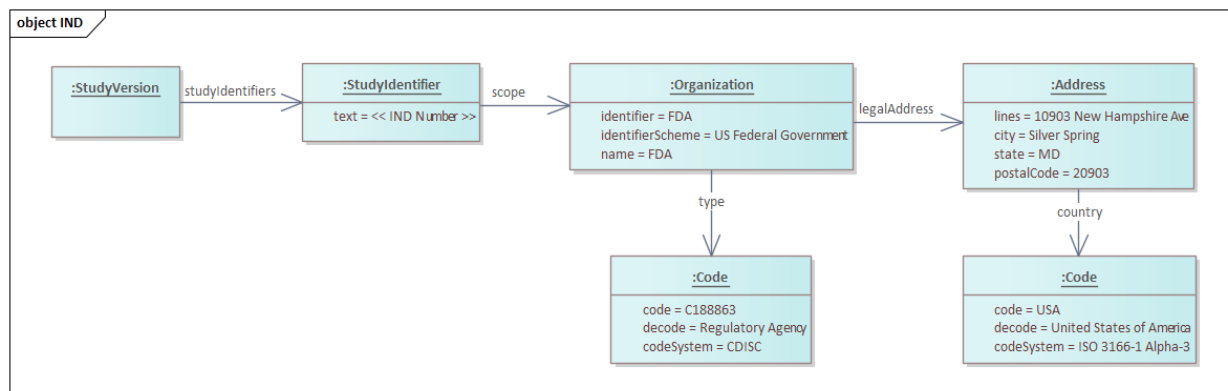 object IND
:StudyVersion
studyIdentifiers
:StudyIdentifier
text = << IND Number >>
scope
:Organization
identifier = FDA
identifierScheme = US Federal Government
name = FDA
legalAddress
:Address
lines = 10903 New Hampshire Ave
city = Silver Spring
state = MD
postalCode = 20903
type
country
:Code
code = C188863
decode = Regulatory Agency
codeSystem = CDISC
:Code
code = USA
decode = United States of America
codeSystem = ISO 3166-1 Alpha-3